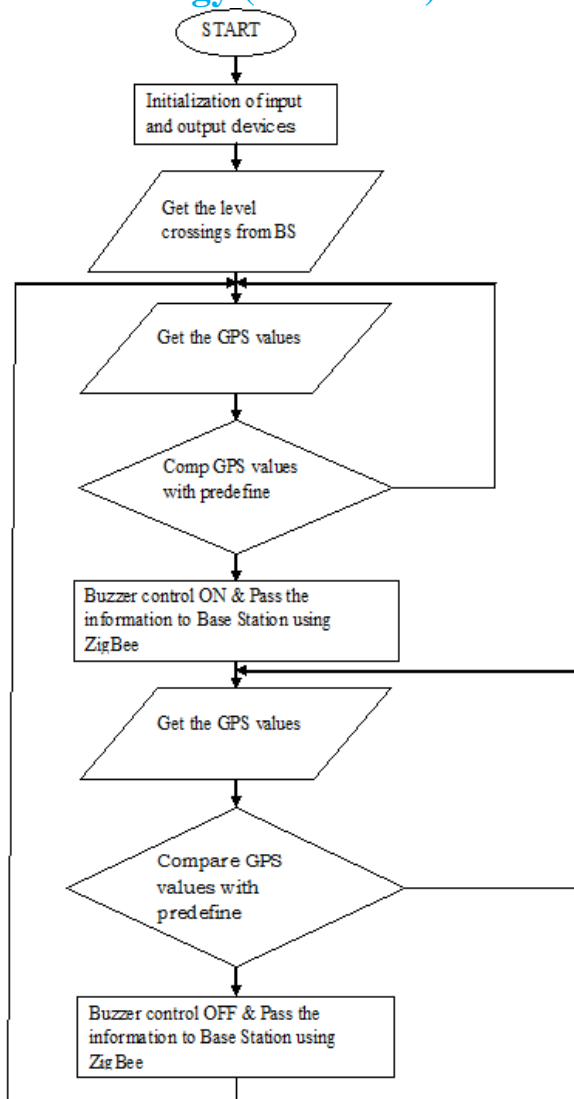 START
Initialization of input
and output devices
Get the level
crossings from BS
Get the GPS values
Comp GPS values
with predefine
Buzzer control ON & Pass the
information to Base Station using
ZigBee
Get the GPS values
Compare GPS
values with
predefine
Buzzer control OFF & Pass the
information to Base Station using
ZigBee